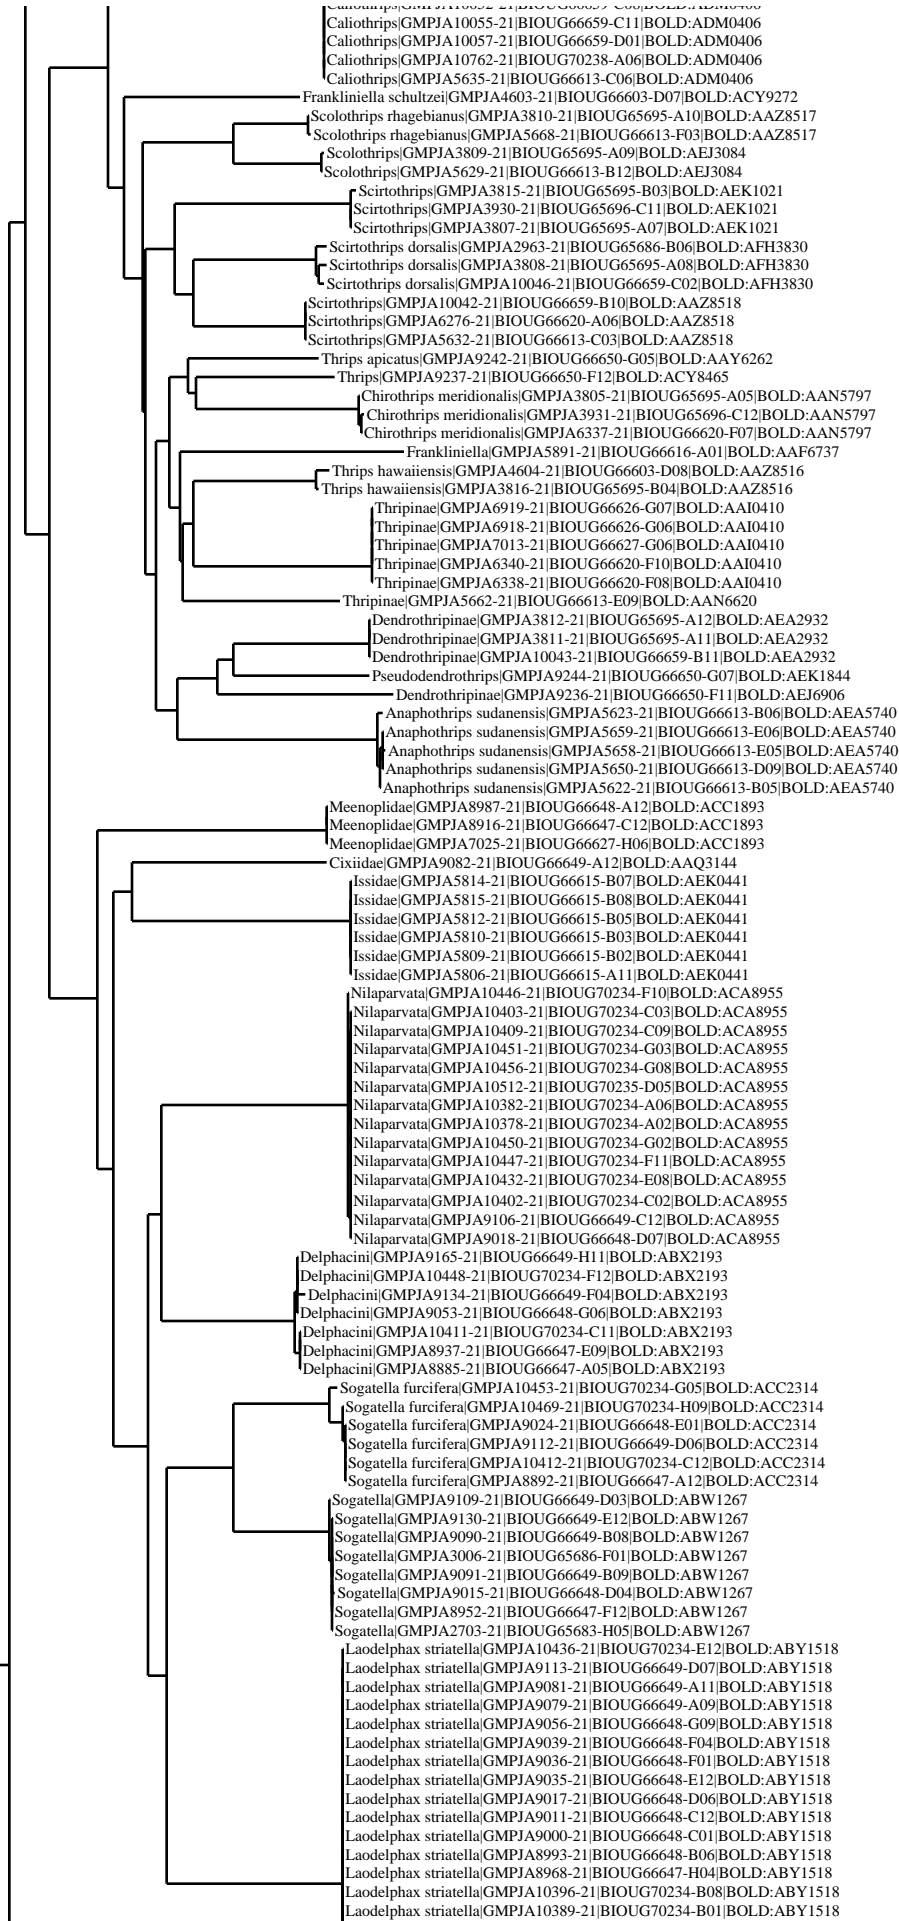 Caliothrips|GMPJA10052-21|BIOUG66659-C08|BOLD:ADM0406
Caliothrips|GMPJA10055-21|BIOUG66659-C11|BOLD:ADM0406
Caliothrips|GMPJA10057-21|BIOUG66659-D01|BOLD:ADM0406
Caliothrips|GMPJA10762-21|BIOUG70238-A06|BOLD:ADM0406
Caliothrips|GMPJA5635-21|BIOUG66613-C06|BOLD:ADM0406
Frankliniella schultzei|GMPJA4603-21|BIOUG66603-D07|BOLD:ACY9272
Scolothrips rhagebianus|GMPJA3810-21|BIOUG65695-A10|BOLD:AAZ8517
Scolothrips rhagebianus|GMPJA5668-21|BIOUG66613-F03|BOLD:AAZ8517
Scolothrips|GMPJA3809-21|BIOUG65695-A09|BOLD:AEJ3084
Scolothrips|GMPJA5629-21|BIOUG66613-B12|BOLD:AEJ3084
Scirtothrips|GMPJA3815-21|BIOUG65695-B03|BOLD:AEK1021
Scirtothrips|GMPJA3930-21|BIOUG65696-C11|BOLD:AEK1021
Scirtothrips|GMPJA3807-21|BIOUG65695-A07|BOLD:AEK1021
Scirtothrips dorsalis|GMPJA2963-21|BIOUG65686-B06|BOLD:AFH3830
Scirtothrips dorsalis|GMPJA3808-21|BIOUG65695-A08|BOLD:AFH3830
Scirtothrips dorsalis|GMPJA10046-21|BIOUG66659-C02|BOLD:AFH3830
Scirtothrips|GMPJA10042-21|BIOUG66659-B10|BOLD:AAZ8518
Scirtothrips|GMPJA6276-21|BIOUG66620-A06|BOLD:AAZ8518
Scirtothrips|GMPJA5632-21|BIOUG66613-C03|BOLD:AAZ8518
Thrips apicatus|GMPJA9242-21|BIOUG66650-G05|BOLD:AAY6262
Thrips|GMPJA9237-21|BIOUG66650-F12|BOLD:ACY8465
Chirothrips meridionalis|GMPJA3805-21|BIOUG65695-A05|BOLD:AAN5797
Chirothrips meridionalis|GMPJA3931-21|BIOUG65696-C12|BOLD:AAN5797
Chirothrips meridionalis|GMPJA6337-21|BIOUG66620-F07|BOLD:AAN5797
Frankliniella|GMPJA5891-21|BIOUG66616-A01|BOLD:AAF6737
Thrips hawaiiensis|GMPJA4604-21|BIOUG66603-D08|BOLD:AAZ8516
Thrips hawaiiensis|GMPJA3816-21|BIOUG65695-B04|BOLD:AAZ8516
Thripinae|GMPJA6919-21|BIOUG66626-G07|BOLD:AAI0410
Thripinae|GMPJA6918-21|BIOUG66626-G06|BOLD:AAI0410
Thripinae|GMPJA7013-21|BIOUG66627-G06|BOLD:AAI0410
Thripinae|GMPJA6340-21|BIOUG66620-F10|BOLD:AAI0410
Thripinae|GMPJA6338-21|BIOUG66620-F08|BOLD:AAI0410
Thripinae|GMPJA5662-21|BIOUG66613-E09|BOLD:AAN6620
Dendrothripinae|GMPJA3812-21|BIOUG65695-A12|BOLD:AEA2932
Dendrothripinae|GMPJA3811-21|BIOUG65695-A11|BOLD:AEA2932
Dendrothripinae|GMPJA10043-21|BIOUG66659-B11|BOLD:AEA2932
Pseudodendrothrips|GMPJA9244-21|BIOUG66650-G07|BOLD:AEK1844
Dendrothripinae|GMPJA9236-21|BIOUG66650-F11|BOLD:AEJ6906
Anaphothrips sudanensis|GMPJA5623-21|BIOUG66613-B06|BOLD:AEA5740
Anaphothrips sudanensis|GMPJA5659-21|BIOUG66613-E06|BOLD:AEA5740
Anaphothrips sudanensis|GMPJA5658-21|BIOUG66613-E05|BOLD:AEA5740
Anaphothrips sudanensis|GMPJA5650-21|BIOUG66613-D09|BOLD:AEA5740
Anaphothrips sudanensis|GMPJA5622-21|BIOUG66613-B05|BOLD:AEA5740
Meenoplidae|GMPJA8987-21|BIOUG66648-A12|BOLD:ACC1893
Meenoplidae|GMPJA8916-21|BIOUG66647-C12|BOLD:ACC1893
Meenoplidae|GMPJA7025-21|BIOUG66627-H06|BOLD:ACC1893
Cixiidae|GMPJA9082-21|BIOUG66649-A12|BOLD:AAQ3144
Issidae|GMPJA5814-21|BIOUG66615-B07|BOLD:AEK0441
Issidae|GMPJA5815-21|BIOUG66615-B08|BOLD:AEK0441
Issidae|GMPJA5812-21|BIOUG66615-B05|BOLD:AEK0441
Issidae|GMPJA5810-21|BIOUG66615-B03|BOLD:AEK0441
Issidae|GMPJA5809-21|BIOUG66615-B02|BOLD:AEK0441
Issidae|GMPJA5806-21|BIOUG66615-A11|BOLD:AEK0441
Nilaparvata|GMPJA10446-21|BIOUG70234-F10|BOLD:ACA8955
Nilaparvata|GMPJA10403-21|BIOUG70234-C03|BOLD:ACA8955
Nilaparvata|GMPJA10409-21|BIOUG70234-C09|BOLD:ACA8955
Nilaparvata|GMPJA10451-21|BIOUG70234-G03|BOLD:ACA8955
Nilaparvata|GMPJA10456-21|BIOUG70234-G08|BOLD:ACA8955
Nilaparvata|GMPJA10512-21|BIOUG70235-D05|BOLD:ACA8955
Nilaparvata|GMPJA10382-21|BIOUG70234-A06|BOLD:ACA8955
Nilaparvata|GMPJA10378-21|BIOUG70234-A02|BOLD:ACA8955
Nilaparvata|GMPJA10450-21|BIOUG70234-G02|BOLD:ACA8955
Nilaparvata|GMPJA10447-21|BIOUG70234-F11|BOLD:ACA8955
Nilaparvata|GMPJA10432-21|BIOUG70234-E08|BOLD:ACA8955
Nilaparvata|GMPJA10402-21|BIOUG70234-C02|BOLD:ACA8955
Nilaparvata|GMPJA9106-21|BIOUG66649-C12|BOLD:ACA8955
Nilaparvata|GMPJA9018-21|BIOUG66648-D07|BOLD:ACA8955
Delphacini|GMPJA9165-21|BIOUG66649-H11|BOLD:ABX2193
Delphacini|GMPJA10448-21|BIOUG70234-F12|BOLD:ABX2193
Delphacini|GMPJA9134-21|BIOUG66649-F04|BOLD:ABX2193
Delphacini|GMPJA9053-21|BIOUG66648-G06|BOLD:ABX2193
Delphacini|GMPJA10411-21|BIOUG70234-C11|BOLD:ABX2193
Delphacini|GMPJA8937-21|BIOUG66647-E09|BOLD:ABX2193
Delphacini|GMPJA8885-21|BIOUG66647-A05|BOLD:ABX2193
Sogatella furcifera|GMPJA10453-21|BIOUG70234-G05|BOLD:ACC2314
Sogatella furcifera|GMPJA10469-21|BIOUG70234-H09|BOLD:ACC2314
Sogatella furcifera|GMPJA9024-21|BIOUG66648-E01|BOLD:ACC2314
Sogatella furcifera|GMPJA9112-21|BIOUG66649-D06|BOLD:ACC2314
Sogatella furcifera|GMPJA10412-21|BIOUG70234-C12|BOLD:ACC2314
Sogatella furcifera|GMPJA8892-21|BIOUG66647-A12|BOLD:ACC2314
Sogatella|GMPJA9109-21|BIOUG66649-D03|BOLD:ABW1267
Sogatella|GMPJA9130-21|BIOUG66649-E12|BOLD:ABW1267
Sogatella|GMPJA9090-21|BIOUG66649-B08|BOLD:ABW1267
Sogatella|GMPJA3006-21|BIOUG65686-F01|BOLD:ABW1267
Sogatella|GMPJA9091-21|BIOUG66649-B09|BOLD:ABW1267
Sogatella|GMPJA9015-21|BIOUG66648-D04|BOLD:ABW1267
Sogatella|GMPJA8952-21|BIOUG66647-F12|BOLD:ABW1267
Sogatella|GMPJA2703-21|BIOUG65683-H05|BOLD:ABW1267
Laodelphax striatella|GMPJA10436-21|BIOUG70234-E12|BOLD:ABY1518
Laodelphax striatella|GMPJA9113-21|BIOUG66649-D07|BOLD:ABY1518
Laodelphax striatella|GMPJA9081-21|BIOUG66649-A11|BOLD:ABY1518
Laodelphax striatella|GMPJA9079-21|BIOUG66649-A09|BOLD:ABY1518
Laodelphax striatella|GMPJA9056-21|BIOUG66648-G09|BOLD:ABY1518
Laodelphax striatella|GMPJA9039-21|BIOUG66648-F04|BOLD:ABY1518
Laodelphax striatella|GMPJA9036-21|BIOUG66648-F01|BOLD:ABY1518
Laodelphax striatella|GMPJA9035-21|BIOUG66648-E12|BOLD:ABY1518
Laodelphax striatella|GMPJA9017-21|BIOUG66648-D06|BOLD:ABY1518
Laodelphax striatella|GMPJA9011-21|BIOUG66648-C12|BOLD:ABY1518
Laodelphax striatella|GMPJA9000-21|BIOUG66648-C01|BOLD:ABY1518
Laodelphax striatella|GMPJA8993-21|BIOUG66648-B06|BOLD:ABY1518
Laodelphax striatella|GMPJA8968-21|BIOUG66647-H04|BOLD:ABY1518
Laodelphax striatella|GMPJA10396-21|BIOUG70234-B08|BOLD:ABY1518
Laodelphax striatella|GMPJA10389-21|BIOUG70234-B01|BOLD:ABY1518